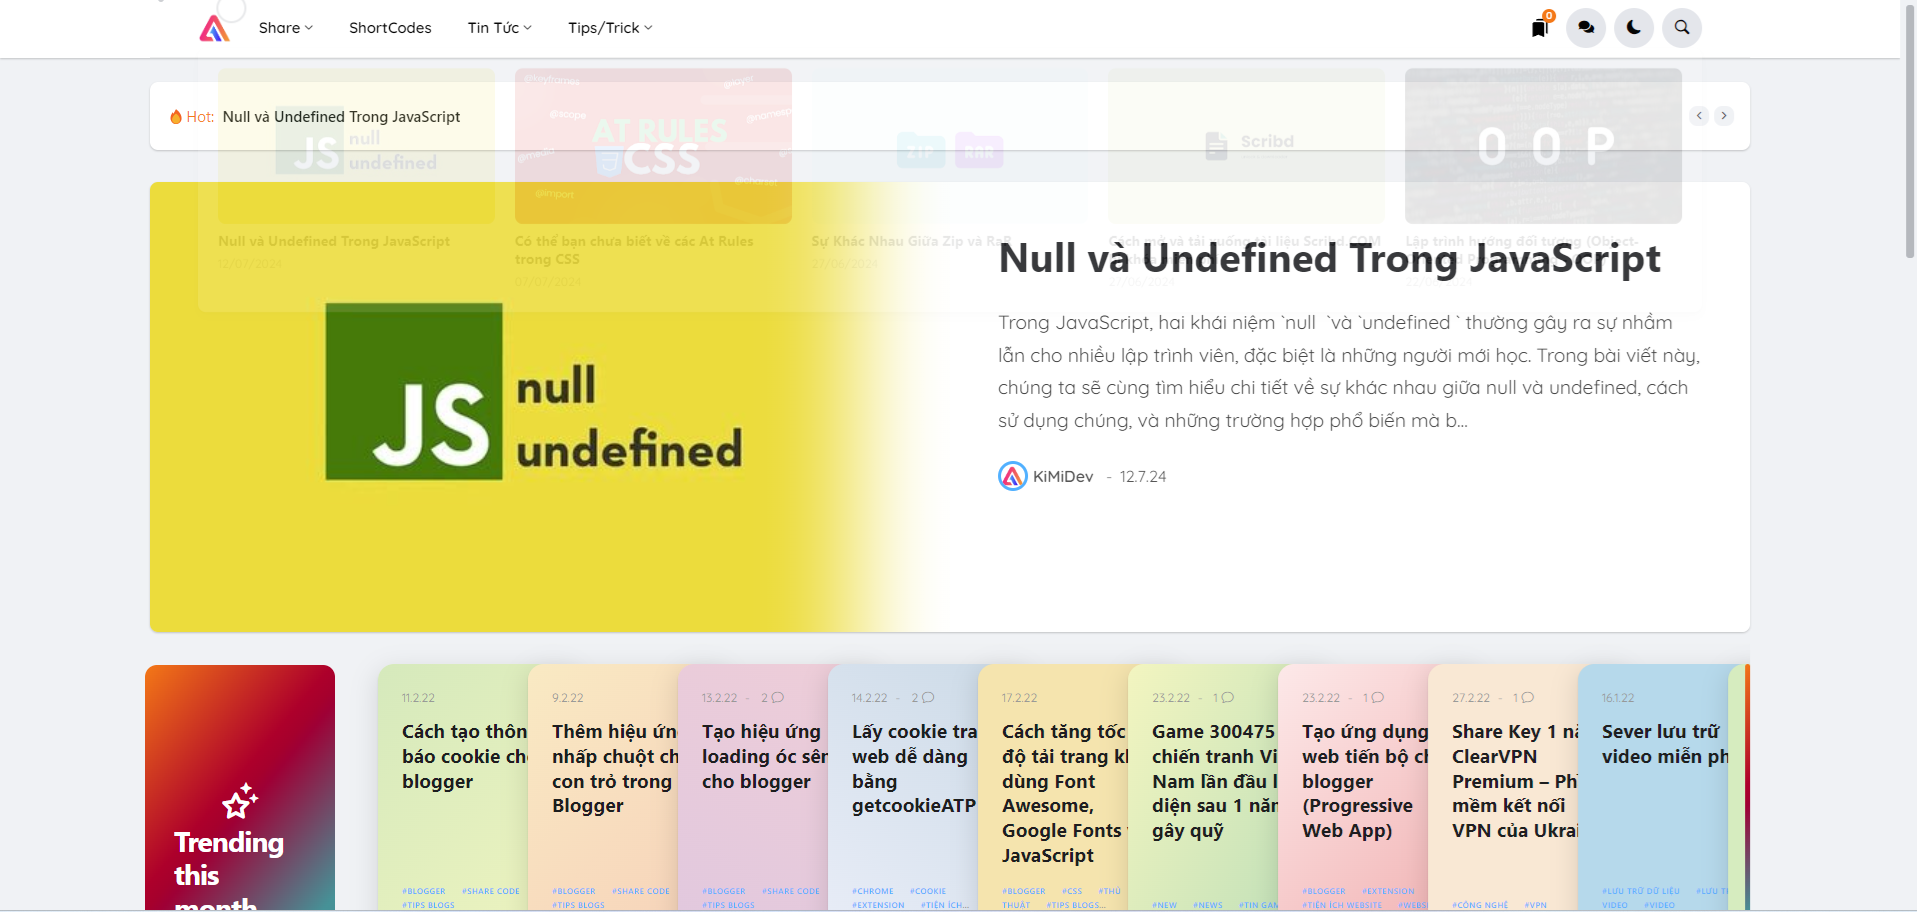 Share
ShortCodes
Tin Tức
Tips/Trick
0
Hot: Null và Undefined Trong JavaScript
JS null
undefined
@keyframes
@layer
@scope
@media
@import
@charset
AT RULES
CSS
ZIP
RAR
Scribd
OOP
Null và Undefined Trong JavaScript
12/07/2024
Có thể bạn chưa biết về các At Rules
trong CSS
07/07/2024
Sự Khác Nhau Giữa Zip và RaR
27/06/2024
Cách mở và tải xuống tài liệu Scribd.COM
Lập trình hướng đối tượng (Object-
Null và Undefined Trong JavaScript
Trong JavaScript, hai khái niệm `null `và `undefined ` thường gây ra sự nhầm
lẫn cho nhiều lập trình viên, đặc biệt là những người mới học. Trong bài viết này,
chúng ta sẽ cùng tìm hiểu chi tiết về sự khác nhau giữa null và undefined, cách
sử dụng chúng, và những trường hợp phổ biến mà b...
KiMiDev - 12.7.24
JS null
undefined
Trending
this
month
11.2.22
Cách tạo thôn
báo cookie ch
blogger
#BLOGGER #SHARE CODE
#TIPS BLOGS
9.2.22
Thêm hiệu ứn
nhấp chuột ch
con trỏ trong
Blogger
#BLOGGER #SHARE CODE
#TIPS BLOGS
13.2.22 - 2
Tạo hiệu ứng
loading óc sên
cho blogger
#BLOGGER #SHARE CODE
#TIPS BLOGS
14.2.22 - 2
Lấy cookie tra
web dễ dàng
bằng
getcookieATP
#CHROME #COOKIE
#EXTENSION #TIỆN ÍCH...
17.2.22
Cách tăng tốc
độ tải trang kh
dùng Font
Awesome,
Google Fonts
JavaScript
#BLOGGER #CSS #THỦ
THUẬT #TIPS BLOGS...
23.2.22 - 1
Game 300475
chiến tranh Vi
Nam lần đầu l
diện sau 1 năn
gây quỹ
#NEW #NEWS #TIN GAM
23.2.22 - 1
Tạo ứng dụng
web tiến bộ ch
blogger
(Progressive
Web App)
#BLOGGER #EXTENSION
#TIỆN ÍCH WEBSITE #WEBS
27.2.22 - 1
Share Key 1 nă
ClearVPN
Premium – Ph
mềm kết nối
VPN của Ukrai
#CÔNG NGHỆ #VPN
16.1.22
Sever lưu trữ
video miễn ph
#LƯU TRỮ DỮ LIỆU #LƯU T
VIDEO #VIDEO